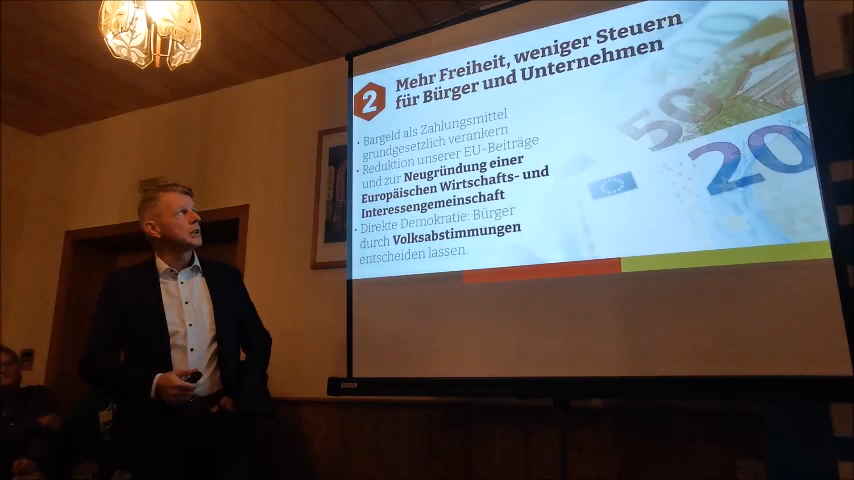 2
Mehr Freiheit, weniger Steuern
für Bürger und Unternehmen
• Bargeld als Zahlungsmittel
grundgesetzlich verankern
• Reduktion unserer EU-Beiträge
und zur Neugründung einer
Europäischen Wirtschafts- und
Interessengemeinschaft
• Direkte Demokratie: Bürger
durch Volksabstimmungen
entscheiden lassen.
50
20